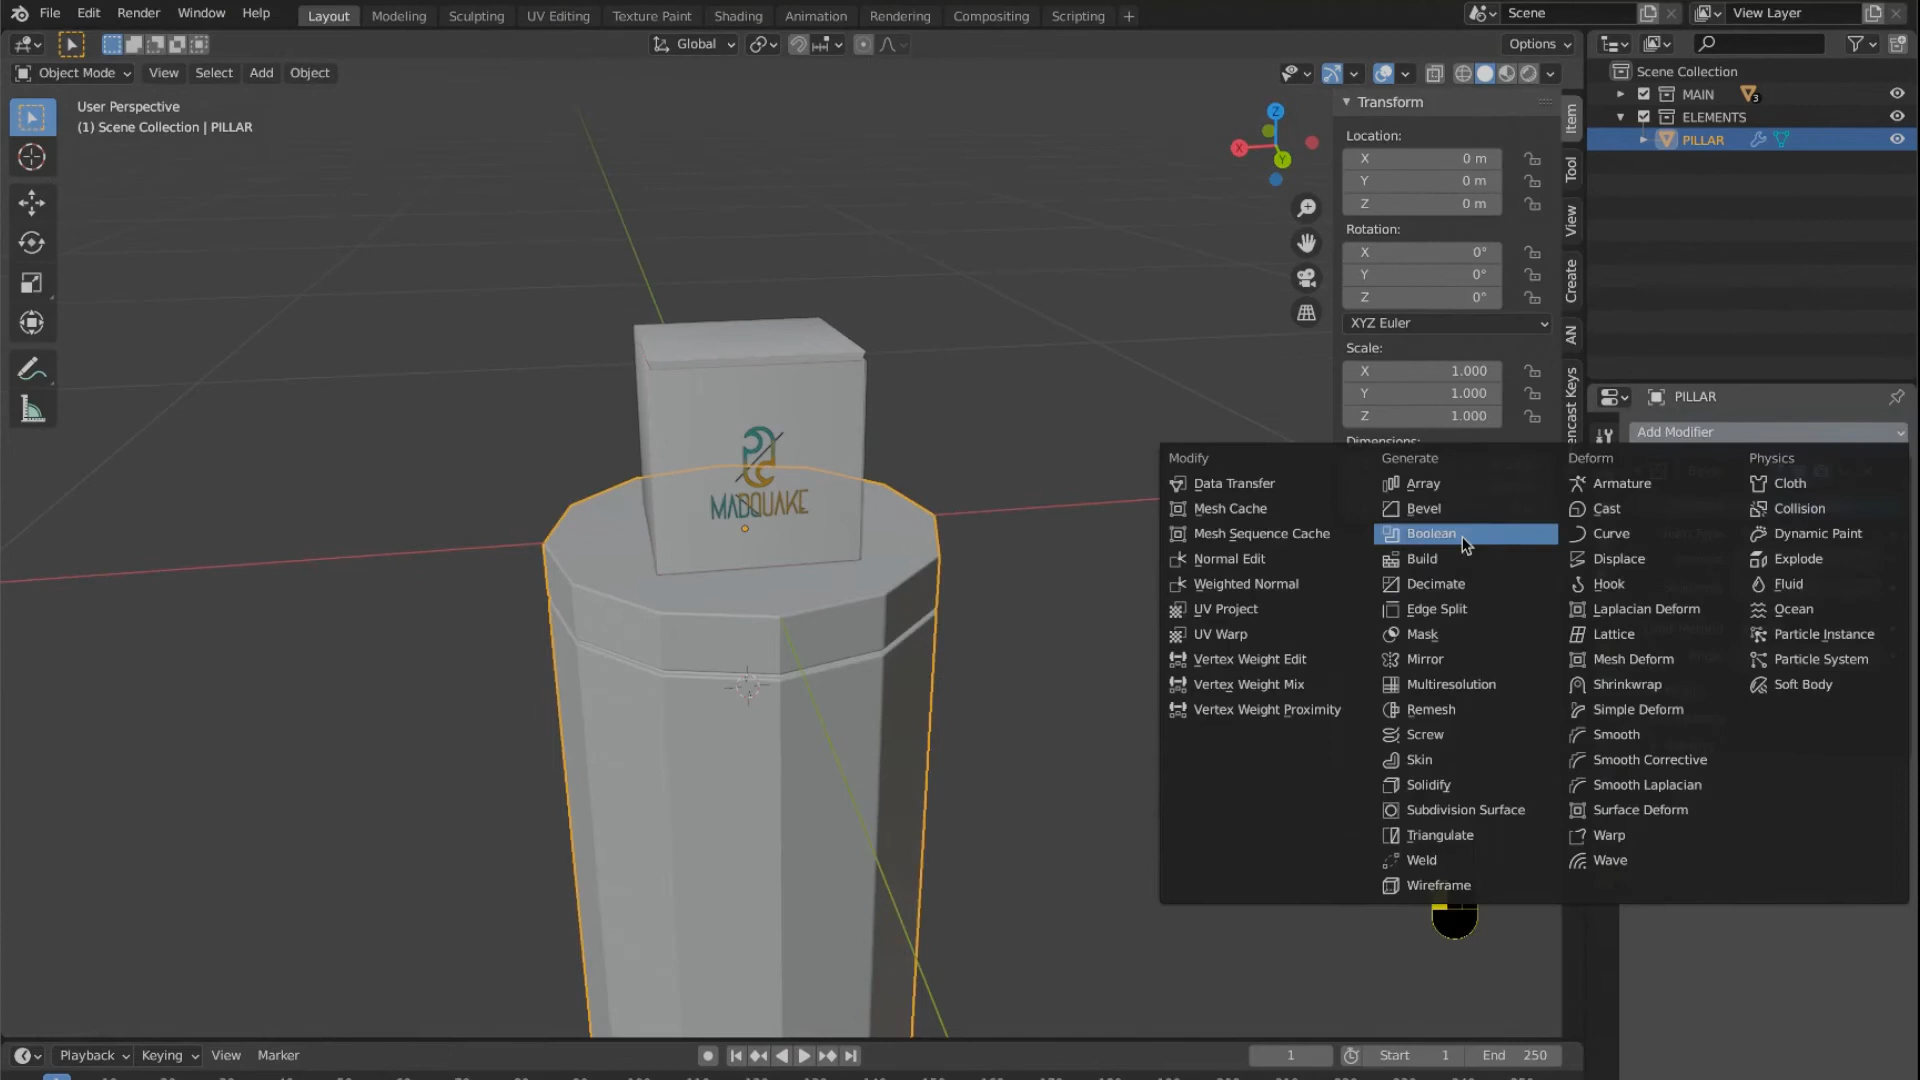 File Edit Render Window Help Layout Modeling Sculpting UV Editing Texture Paint Shading Animation Rendering Compositing Scripting + Scene View Layer
Global Options
Object Mode View Select Add Object
User Perspective
(1) Scene Collection | PILLAR
Z
X
Y
MADQUAKE
Transform
Location:
X 0 m
Y 0 m
Z 0 m
Rotation:
X 0°
Y 0°
Z 0°
XYZ Euler
Scale:
X 1.000
Y 1.000
Z 1.000
Dimensions:
Item
Tool
View
Create
AN
encast Keys
Scene Collection
MAIN 3
ELEMENTS
PILLAR
PILLAR
Add Modifier
Modify
Data Transfer
Mesh Cache
Mesh Sequence Cache
Normal Edit
Weighted Normal
UV Project
UV Warp
Vertex Weight Edit
Vertex Weight Mix
Vertex Weight Proximity
Generate
Array
Bevel
Boolean
Build
Decimate
Edge Split
Mask
Mirror
Multiresolution
Remesh
Screw
Skin
Solidify
Subdivision Surface
Triangulate
Weld
Wireframe
Deform
Armature
Cast
Curve
Displace
Hook
Laplacian Deform
Lattice
Mesh Deform
Shrinkwrap
Simple Deform
Smooth
Smooth Corrective
Smooth Laplacian
Surface Deform
Warp
Wave
Physics
Cloth
Collision
Dynamic Paint
Explode
Fluid
Ocean
Particle Instance
Particle System
Soft Body
Playback Keying View Marker 1 Start 1 End 250